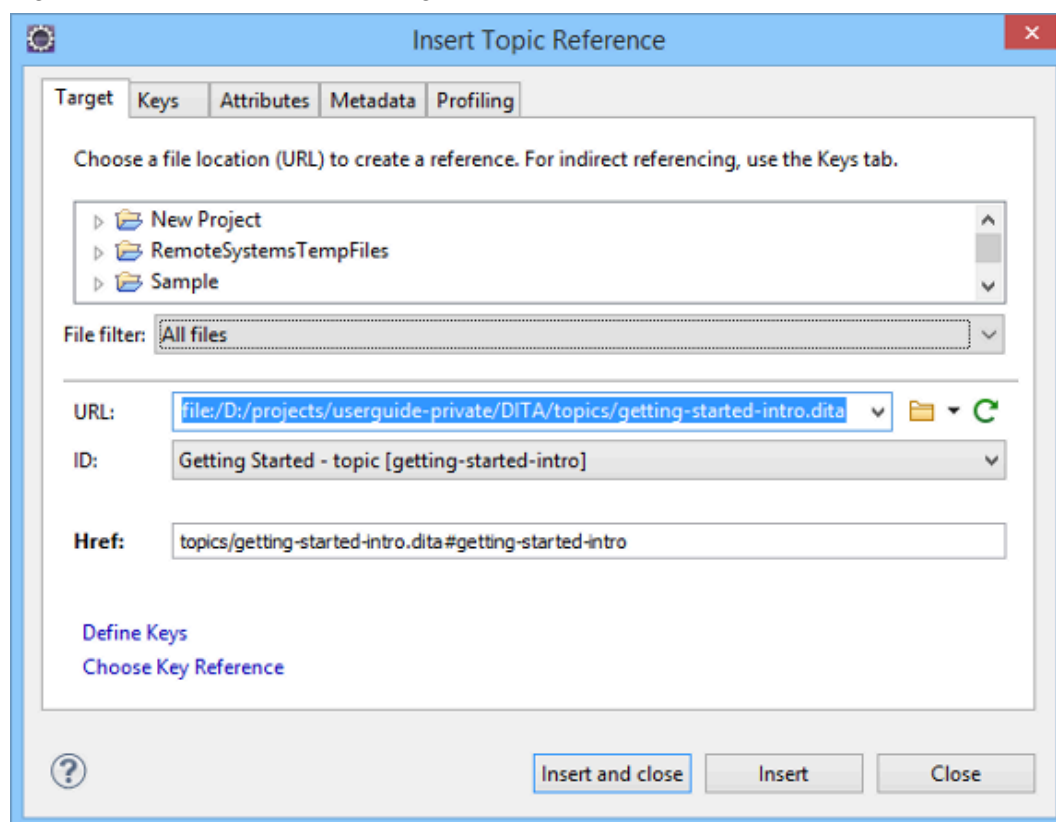 Insert Topic Reference
Target Keys Attributes Metadata Profiling
Choose a file location (URL) to create a reference. For indirect referencing, use the Keys tab.
New Project
RemoteSystemsTempFiles
Sample
File filter: All files
URL: file:/D:/projects/userguide-private/DITA/topics/getting-started-intro.dita
ID: Getting Started - topic [getting-started-intro]
Href: topics/getting-started-intro.dita#getting-started-intro
Define Keys
Choose Key Reference
Insert and close Insert Close